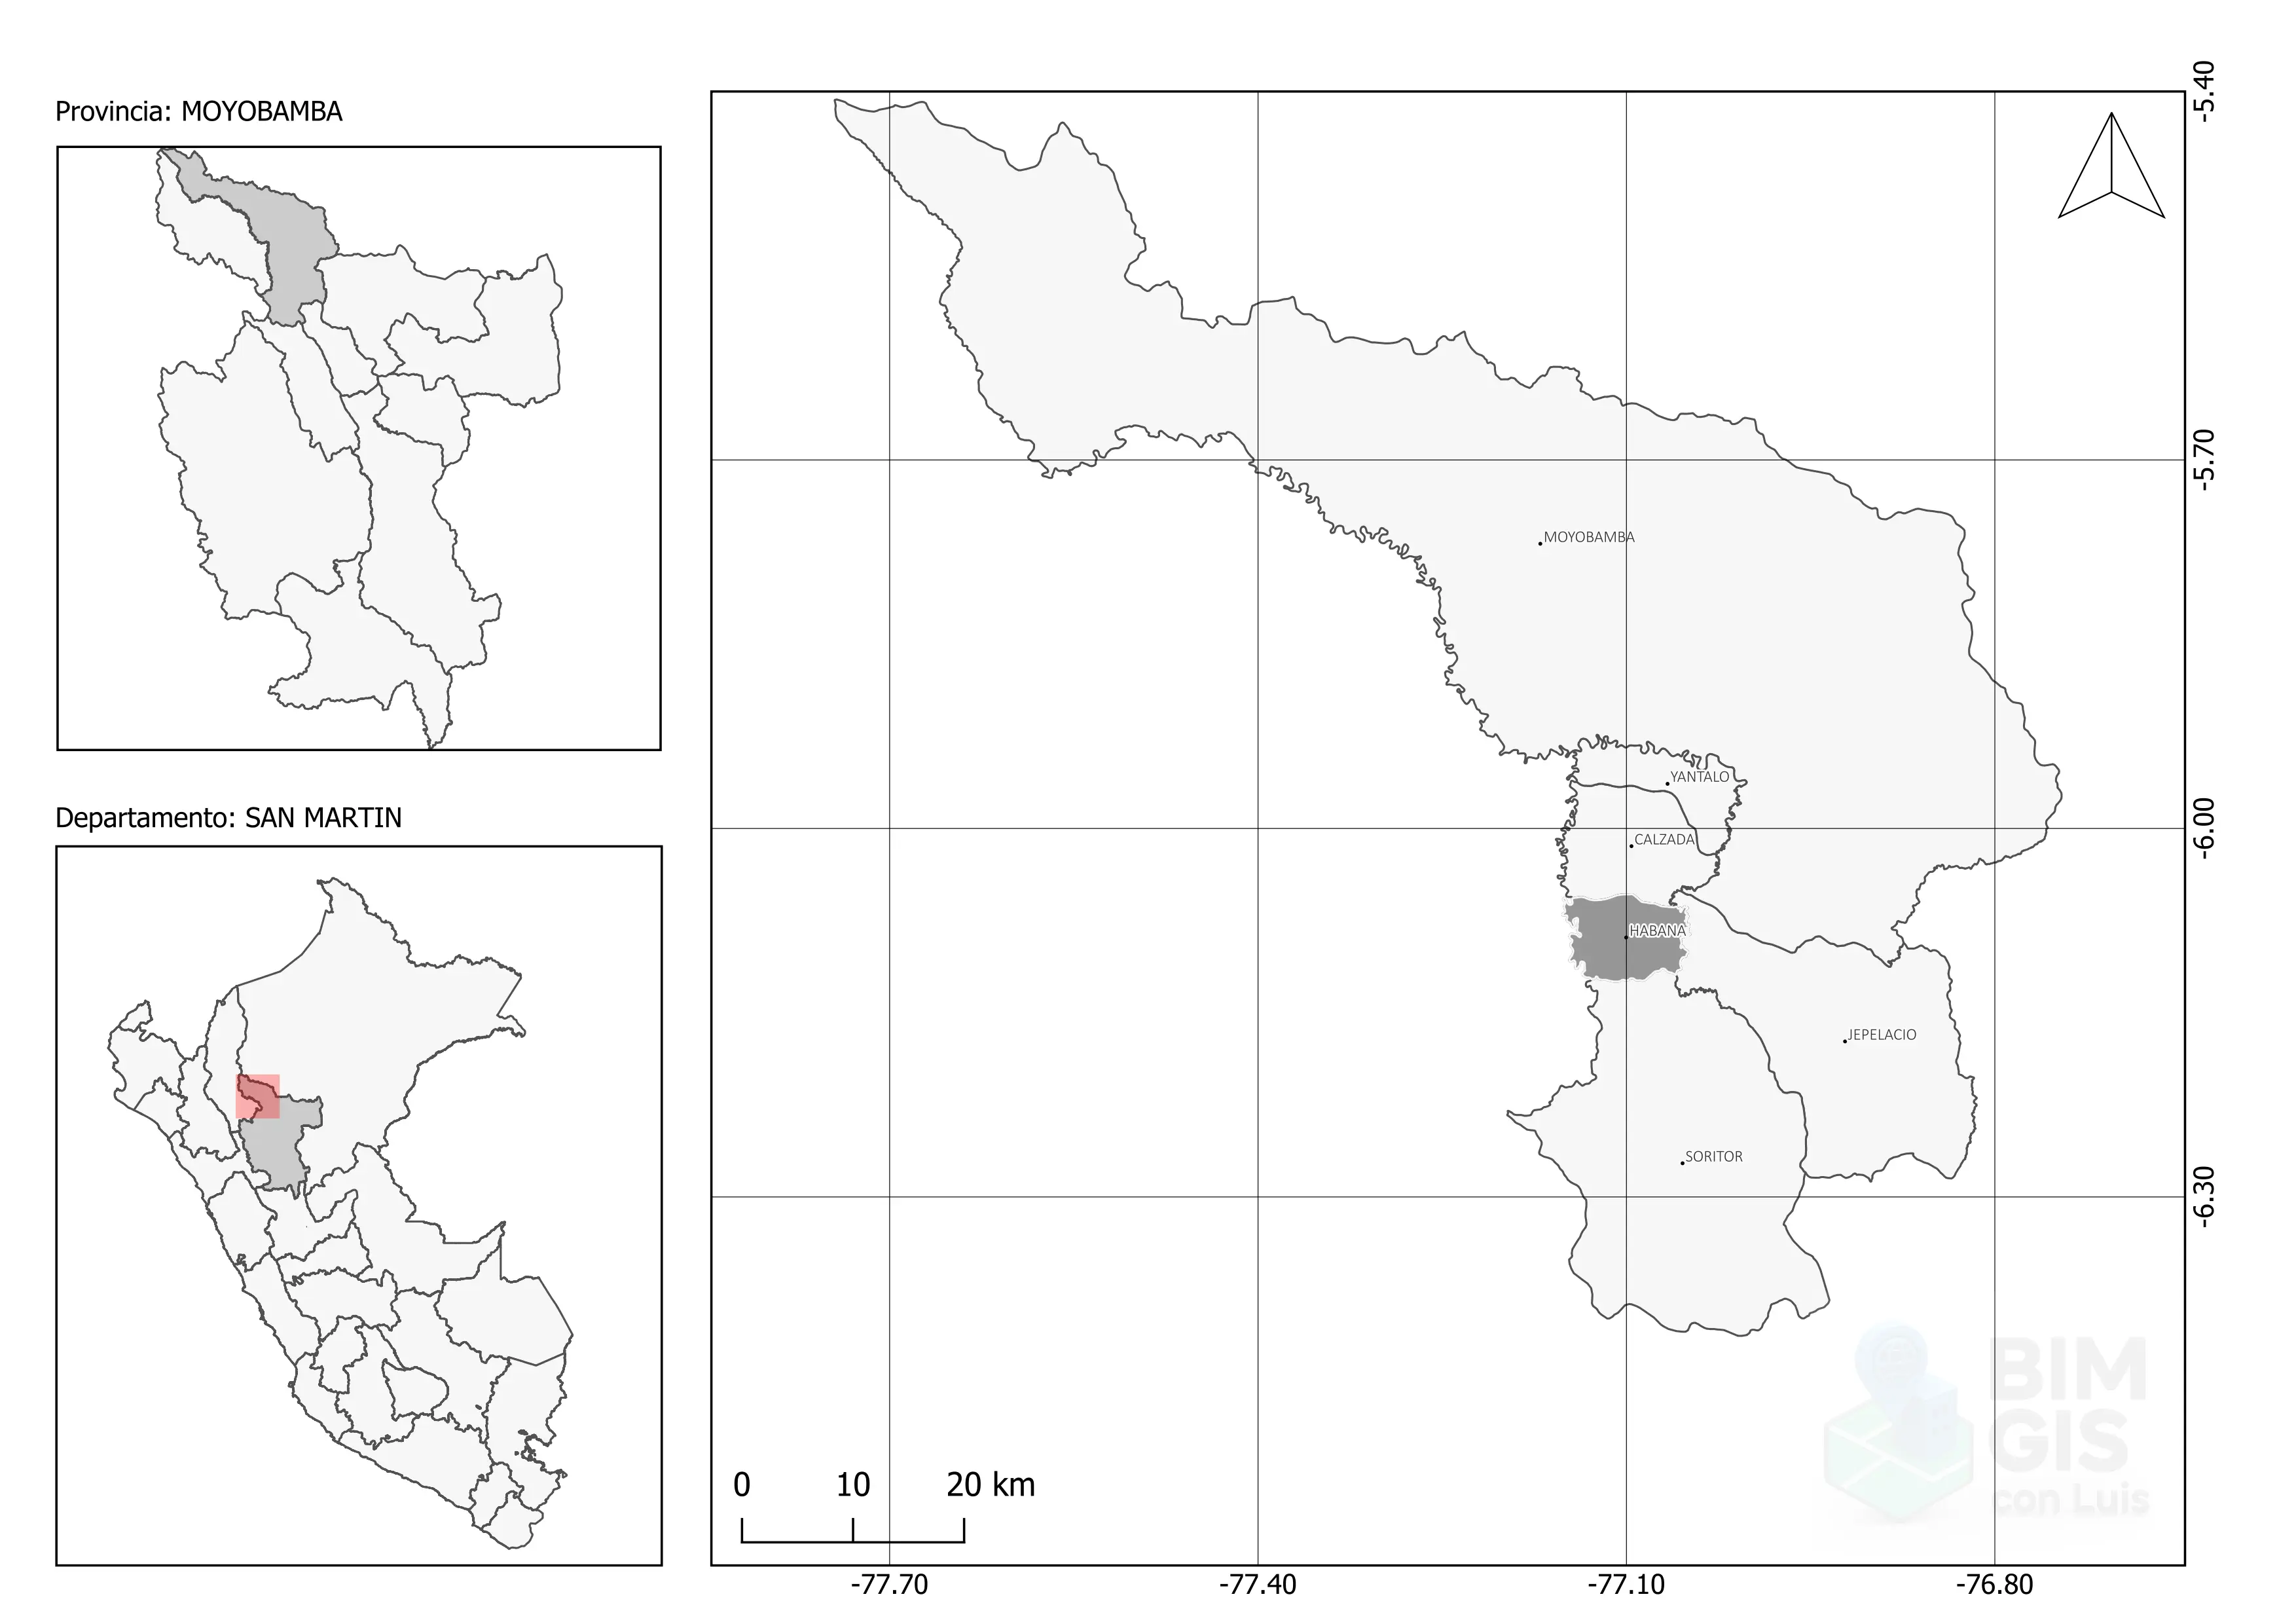 Provincia: MOYOBAMBA
Departamento: SAN MARTIN
-5.40
-5.70
-6.00
-6.30
MOYOBAMBA
YANTALO
CALZADA
HABANA
JEPELACIO
SORITOR
BIM
GIS
con Luis
0 10 20 km
-77.70 -77.40 -77.10 -76.80